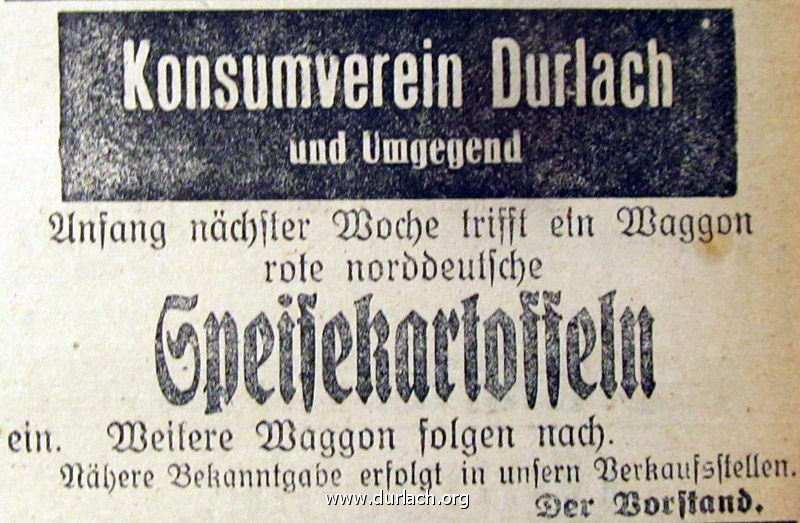 Konsumverein Durlach
und Umgegend
Anfang nächster Woche trifft ein Waggon
rote norddeutsche
Speisekartoffeln
ein. Weitere Waggon folgen nach.
Nähere Bekanntgabe erfolgt in unsern Verkaufsstellen.
www.durlach.org
Der Vorstand.